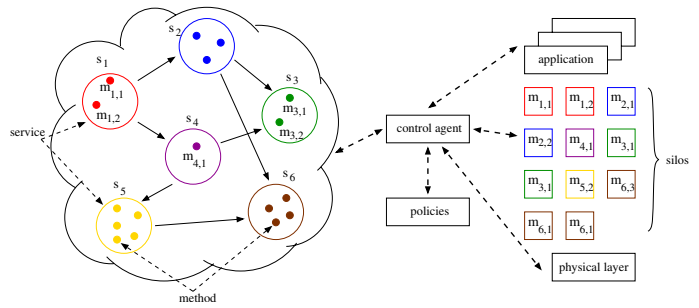 s1
m1,1
m1,2
s2
s3
m3,1
m3,2
s4
m4,1
s5
s6
service
method
control agent
policies
application
m1,1 m1,2 m2,1
m2,2 m4,1 m3,1
m3,1 m5,2 m6,3
m6,1 m6,1
silos
physical layer